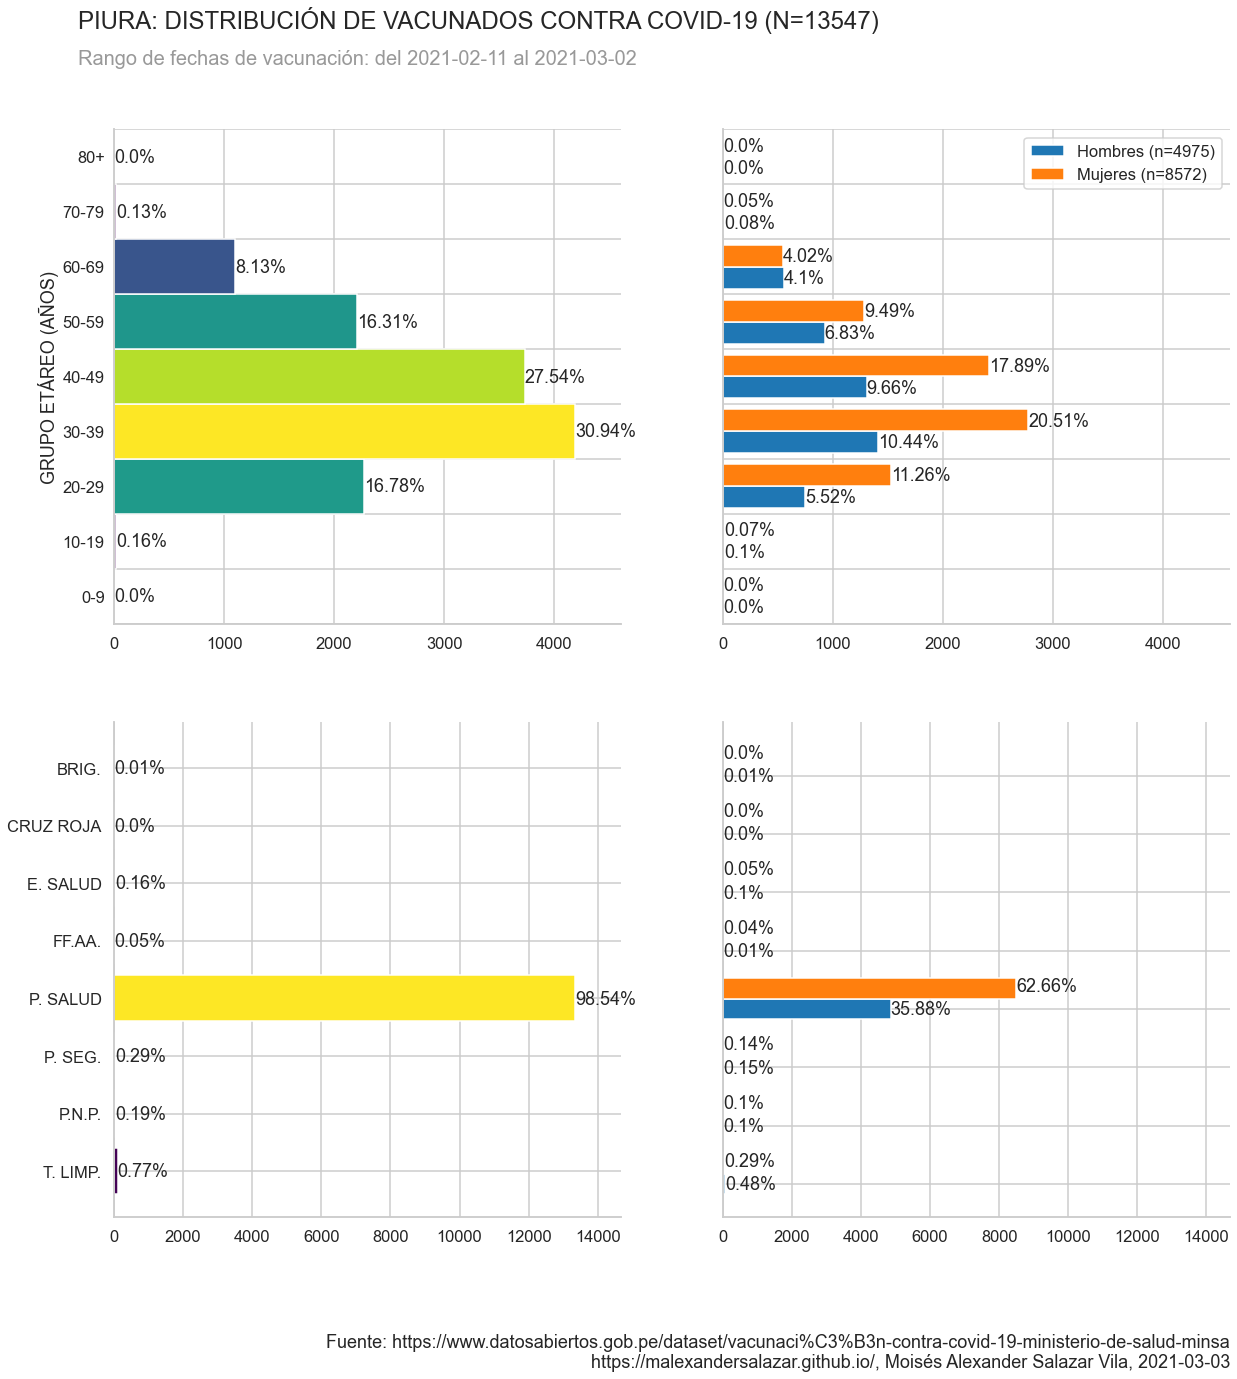 PIURA: DISTRIBUCIÓN DE VACUNADOS CONTRA COVID-19 (N=13547)
Rango de fechas de vacunación: del 2021-02-11 al 2021-03-02
GRUPO ETÁREO (AÑOS)
80+ 0.0%
70-79 0.13%
60-69 8.13%
50-59 16.31%
40-49 27.54%
30-39 30.94%
20-29 16.78%
10-19 0.16%
0-9 0.0%
0 1000 2000 3000 4000
Hombres (n=4975)
Mujeres (n=8572)
0.0%
0.0%
0.05%
0.08%
4.02%
4.1%
9.49%
6.83%
17.89%
9.66%
20.51%
10.44%
11.26%
5.52%
0.07%
0.1%
0.0%
0.0%
0 1000 2000 3000 4000
BRIG. 0.01%
CRUZ ROJA 0.0%
E. SALUD 0.16%
FF.AA. 0.05%
P. SALUD 98.54%
P. SEG. 0.29%
P.N.P. 0.19%
T. LIMP. 0.77%
0 2000 4000 6000 8000 10000 12000 14000
0.0%
0.01%
0.0%
0.0%
0.05%
0.1%
0.04%
0.01%
62.66%
35.88%
0.14%
0.15%
0.1%
0.1%
0.29%
0.48%
0 2000 4000 6000 8000 10000 12000 14000
Fuente: https://www.datosabiertos.gob.pe/dataset/vacunaci%C3%B3n-contra-covid-19-ministerio-de-salud-minsa
https://malexandersalazar.github.io/, Moisés Alexander Salazar Vila, 2021-03-03